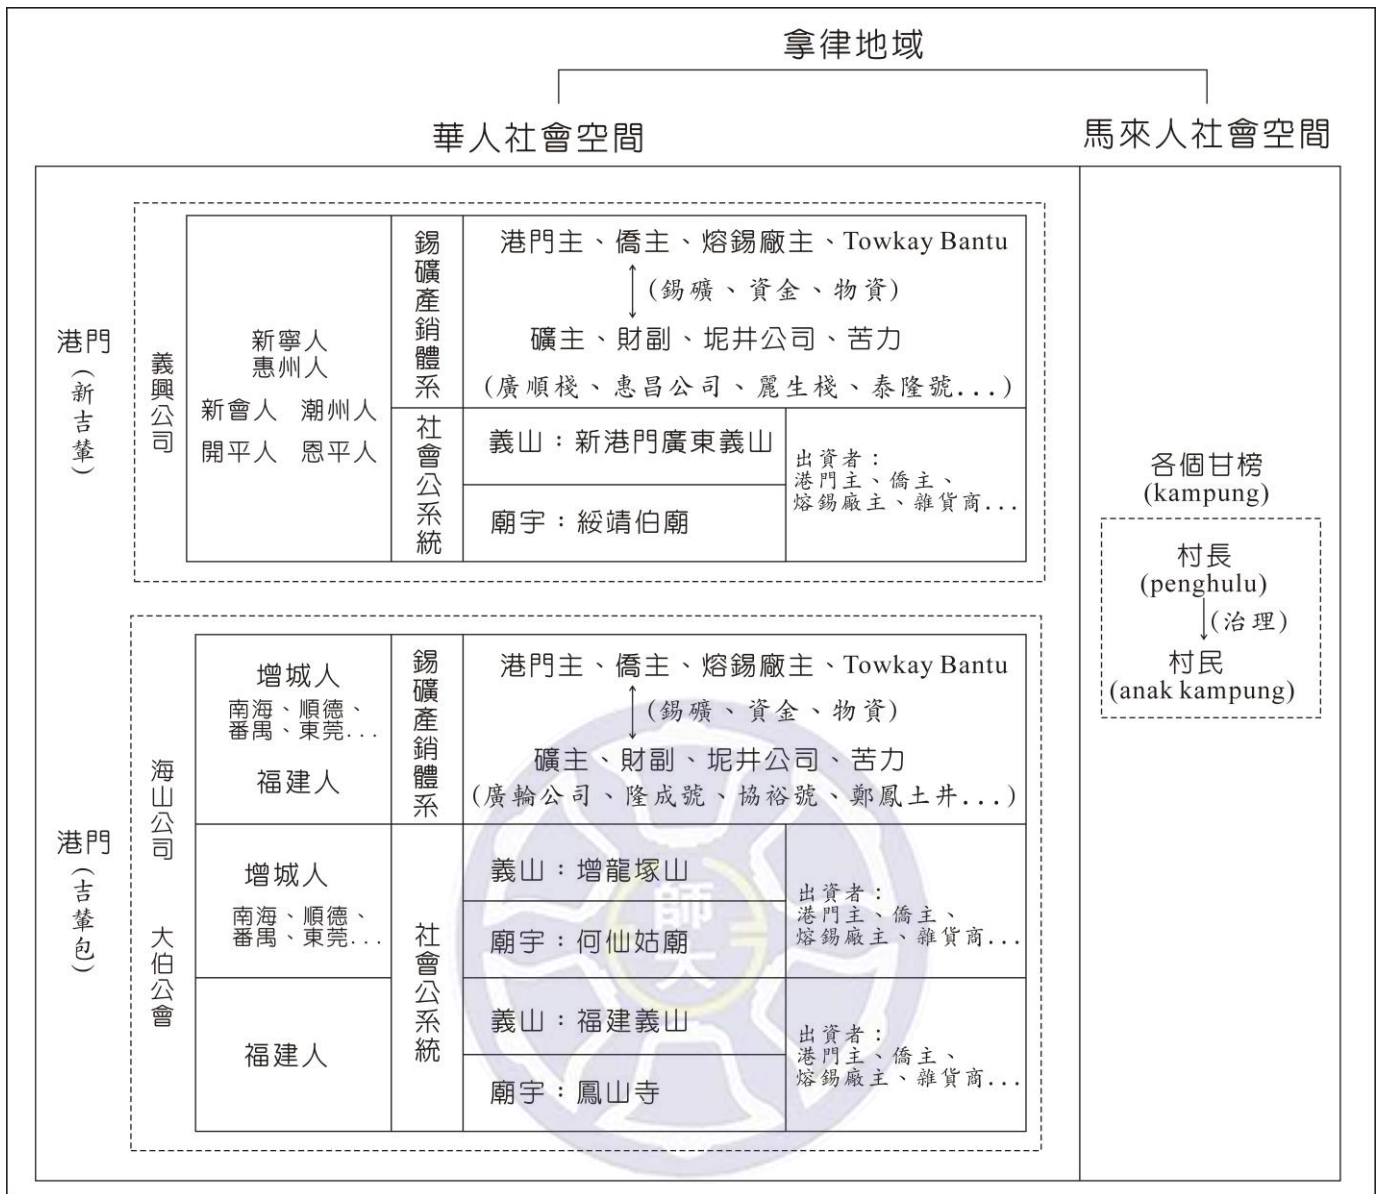 拿律地域
華人社會空間
馬來人社會空間
港門
(新吉輦)
義興公司
新寧人
惠州人
新會人 潮州人
開平人 恩平人
錫礦產銷體系
港門主、僑主、熔錫廠主、Towkay Bantu
(錫礦、資金、物資)
礦主、財副、坭井公司、苦力
(廣順棧、惠昌公司、麗生棧、泰隆號...)
社會公系統
義山：新港門廣東義山
廟宇：綏靖伯廟
出資者：
港門主、僑主、
熔錫廠主、雜貨商...
港門
(吉輦包)
海山公司
大伯公會
增城人
南海、順德、
番禺、東莞...
福建人
錫礦產銷體系
港門主、僑主、熔錫廠主、Towkay Bantu
(錫礦、資金、物資)
礦主、財副、坭井公司、苦力
(廣輪公司、隆成號、協裕號、鄭鳳土井...)
增城人
南海、順德、
番禺、東莞...
福建人
社會公系統
義山：增龍塚山
廟宇：何仙姑廟
出資者：
港門主、僑主、
熔錫廠主、雜貨商...
義山：福建義山
廟宇：鳳山寺
出資者：
港門主、僑主、
熔錫廠主、雜貨商...
各個甘榜
(kampung)
村長
(penghulu)
(治理)
村民
(anak kampung)
師大